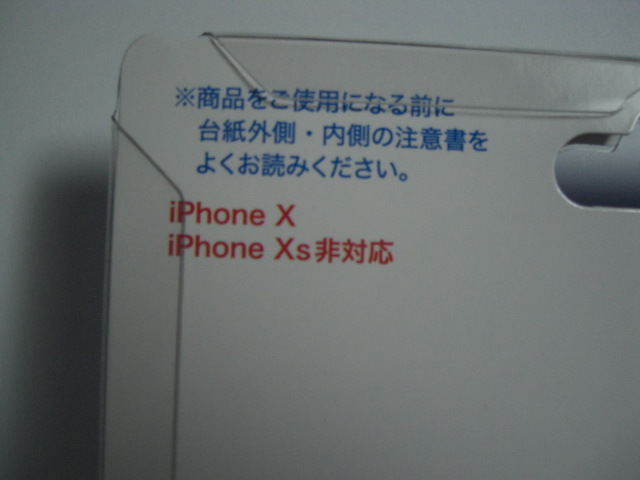 ※商品をご使用になる前に
台紙外側・内側の注意書を
よくお読みください。
iPhone X
iPhone Xs非対応